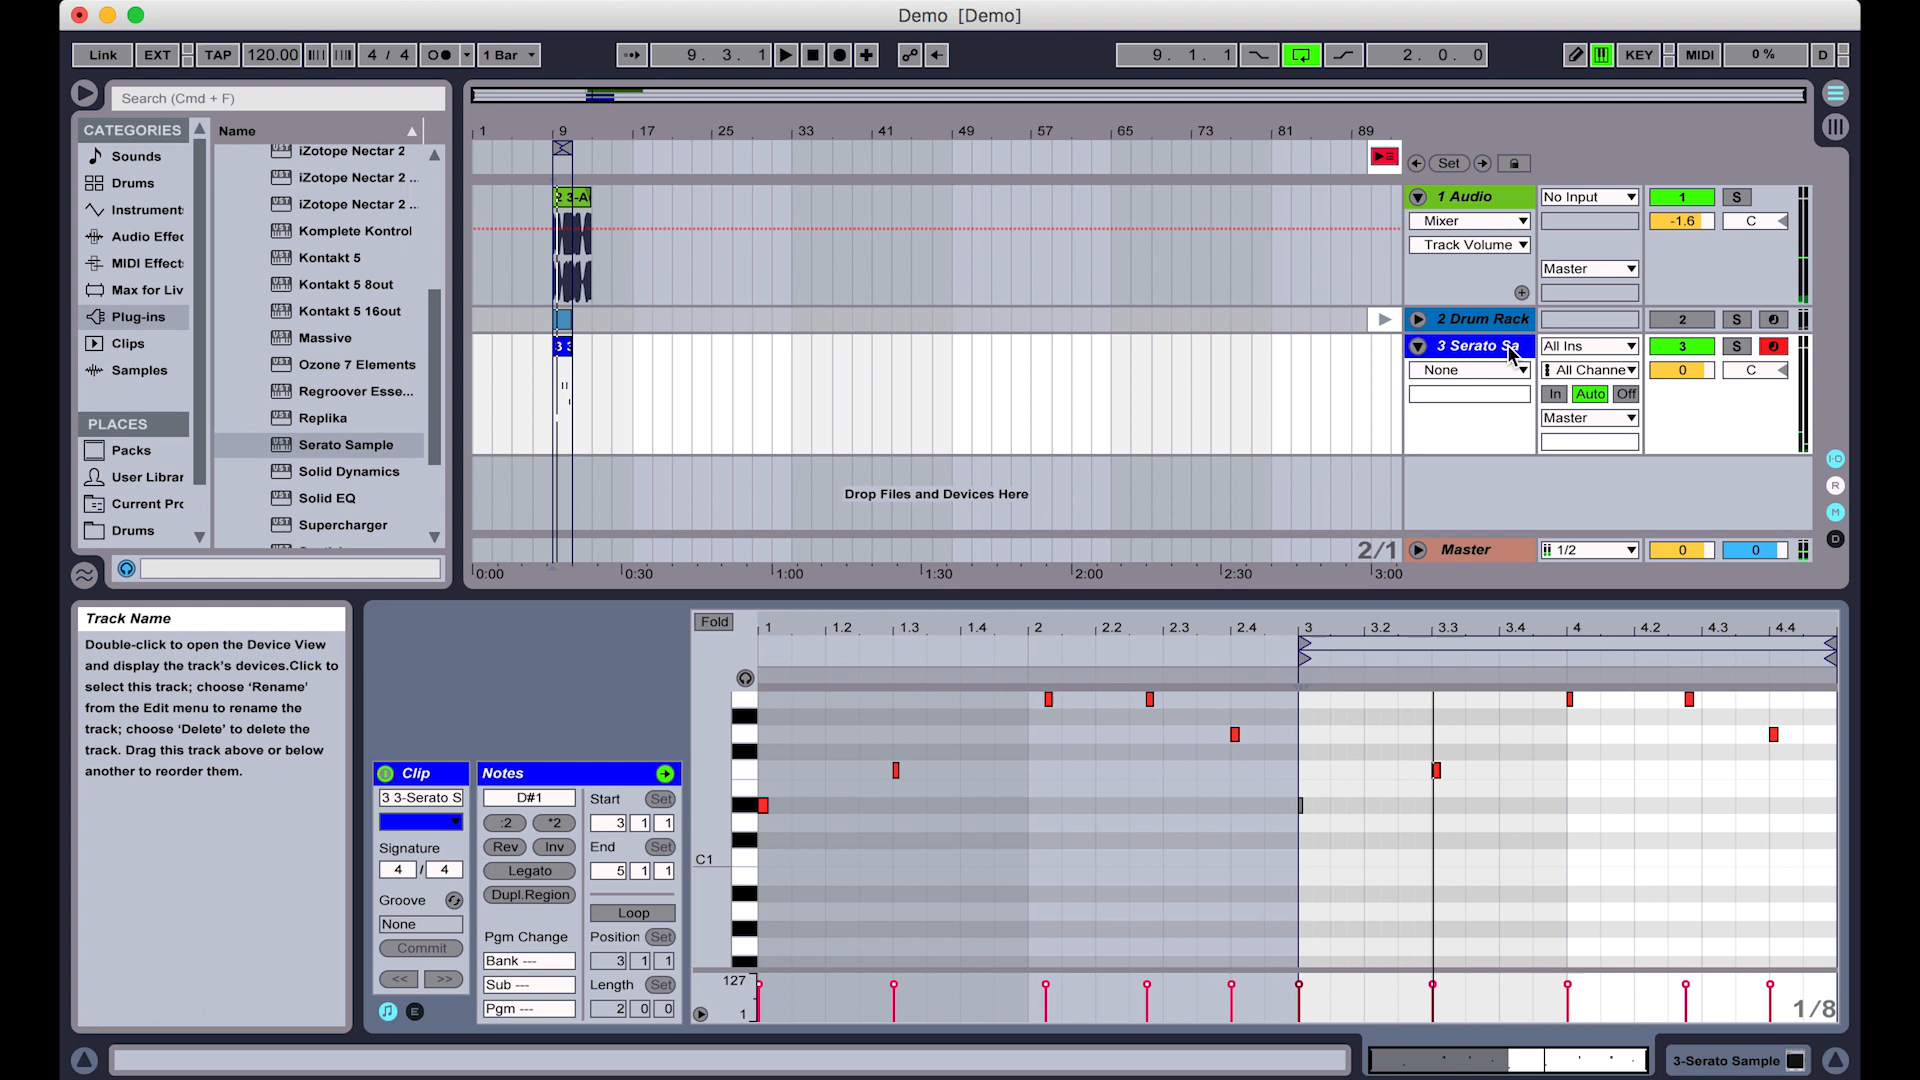 Demo [Demo]
Link EXT TAP 120.00 4 / 4 1 Bar 9. 3. 1 9. 1. 1 2. 0. 0 KEY MIDI 0 % D
Search (Cmd + F)
CATEGORIES
Sounds
Drums
Instrument
Audio Effec
MIDI Effect
Max for Liv
Plug-ins
Clips
Samples
PLACES
Packs
User Librar
Current Prc
Drums
Name
iZotope Nectar 2
iZotope Nectar 2 ...
iZotope Nectar 2 ...
Komplete Kontrol
Kontakt 5
Kontakt 5 8out
Kontakt 5 16out
Massive
Ozone 7 Elements
Regroover Esse...
Replika
Serato Sample
Solid Dynamics
Solid EQ
Supercharger
1 9 17 25 33 41 49 57 65 73 81 89
Set
2 3-A
1 Audio No Input 1 S
Mixer -1.6 C
Track Volume
Master
2 Drum Rack 2 S
3 3
3 Serato Sa All Ins 3 S
None All Channe 0 C
In Auto Off
Master
Drop Files and Devices Here
2/1 Master 1/2 0 0
0:00 0:30 1:00 1:30 2:00 2:30 3:00
I·O
R
M
D
Track Name
Double-click to open the Device View
and display the track's devices.Click to
select this track; choose 'Rename'
from the Edit menu to rename the
track; choose 'Delete' to delete the
track. Drag this track above or below
another to reorder them.
Clip
3 3-Serato S
Signature
4 / 4
Groove
None
Commit
<< >>
E
Notes
D#1
:2 *2
Rev Inv
Legato
Dupl.Region
Pgm Change
Bank ---
Sub ---
Pgm ---
Start Set
3 1 1
End Set
5 1 1
Loop
Position Set
3 1 1
Length Set
2 0 0
Fold
1 1.2 1.3 1.4 2 2.2 2.3 2.4 3 3.2 3.3 3.4 4 4.2 4.3 4.4
C1
127
1
1/8
3-Serato Sample